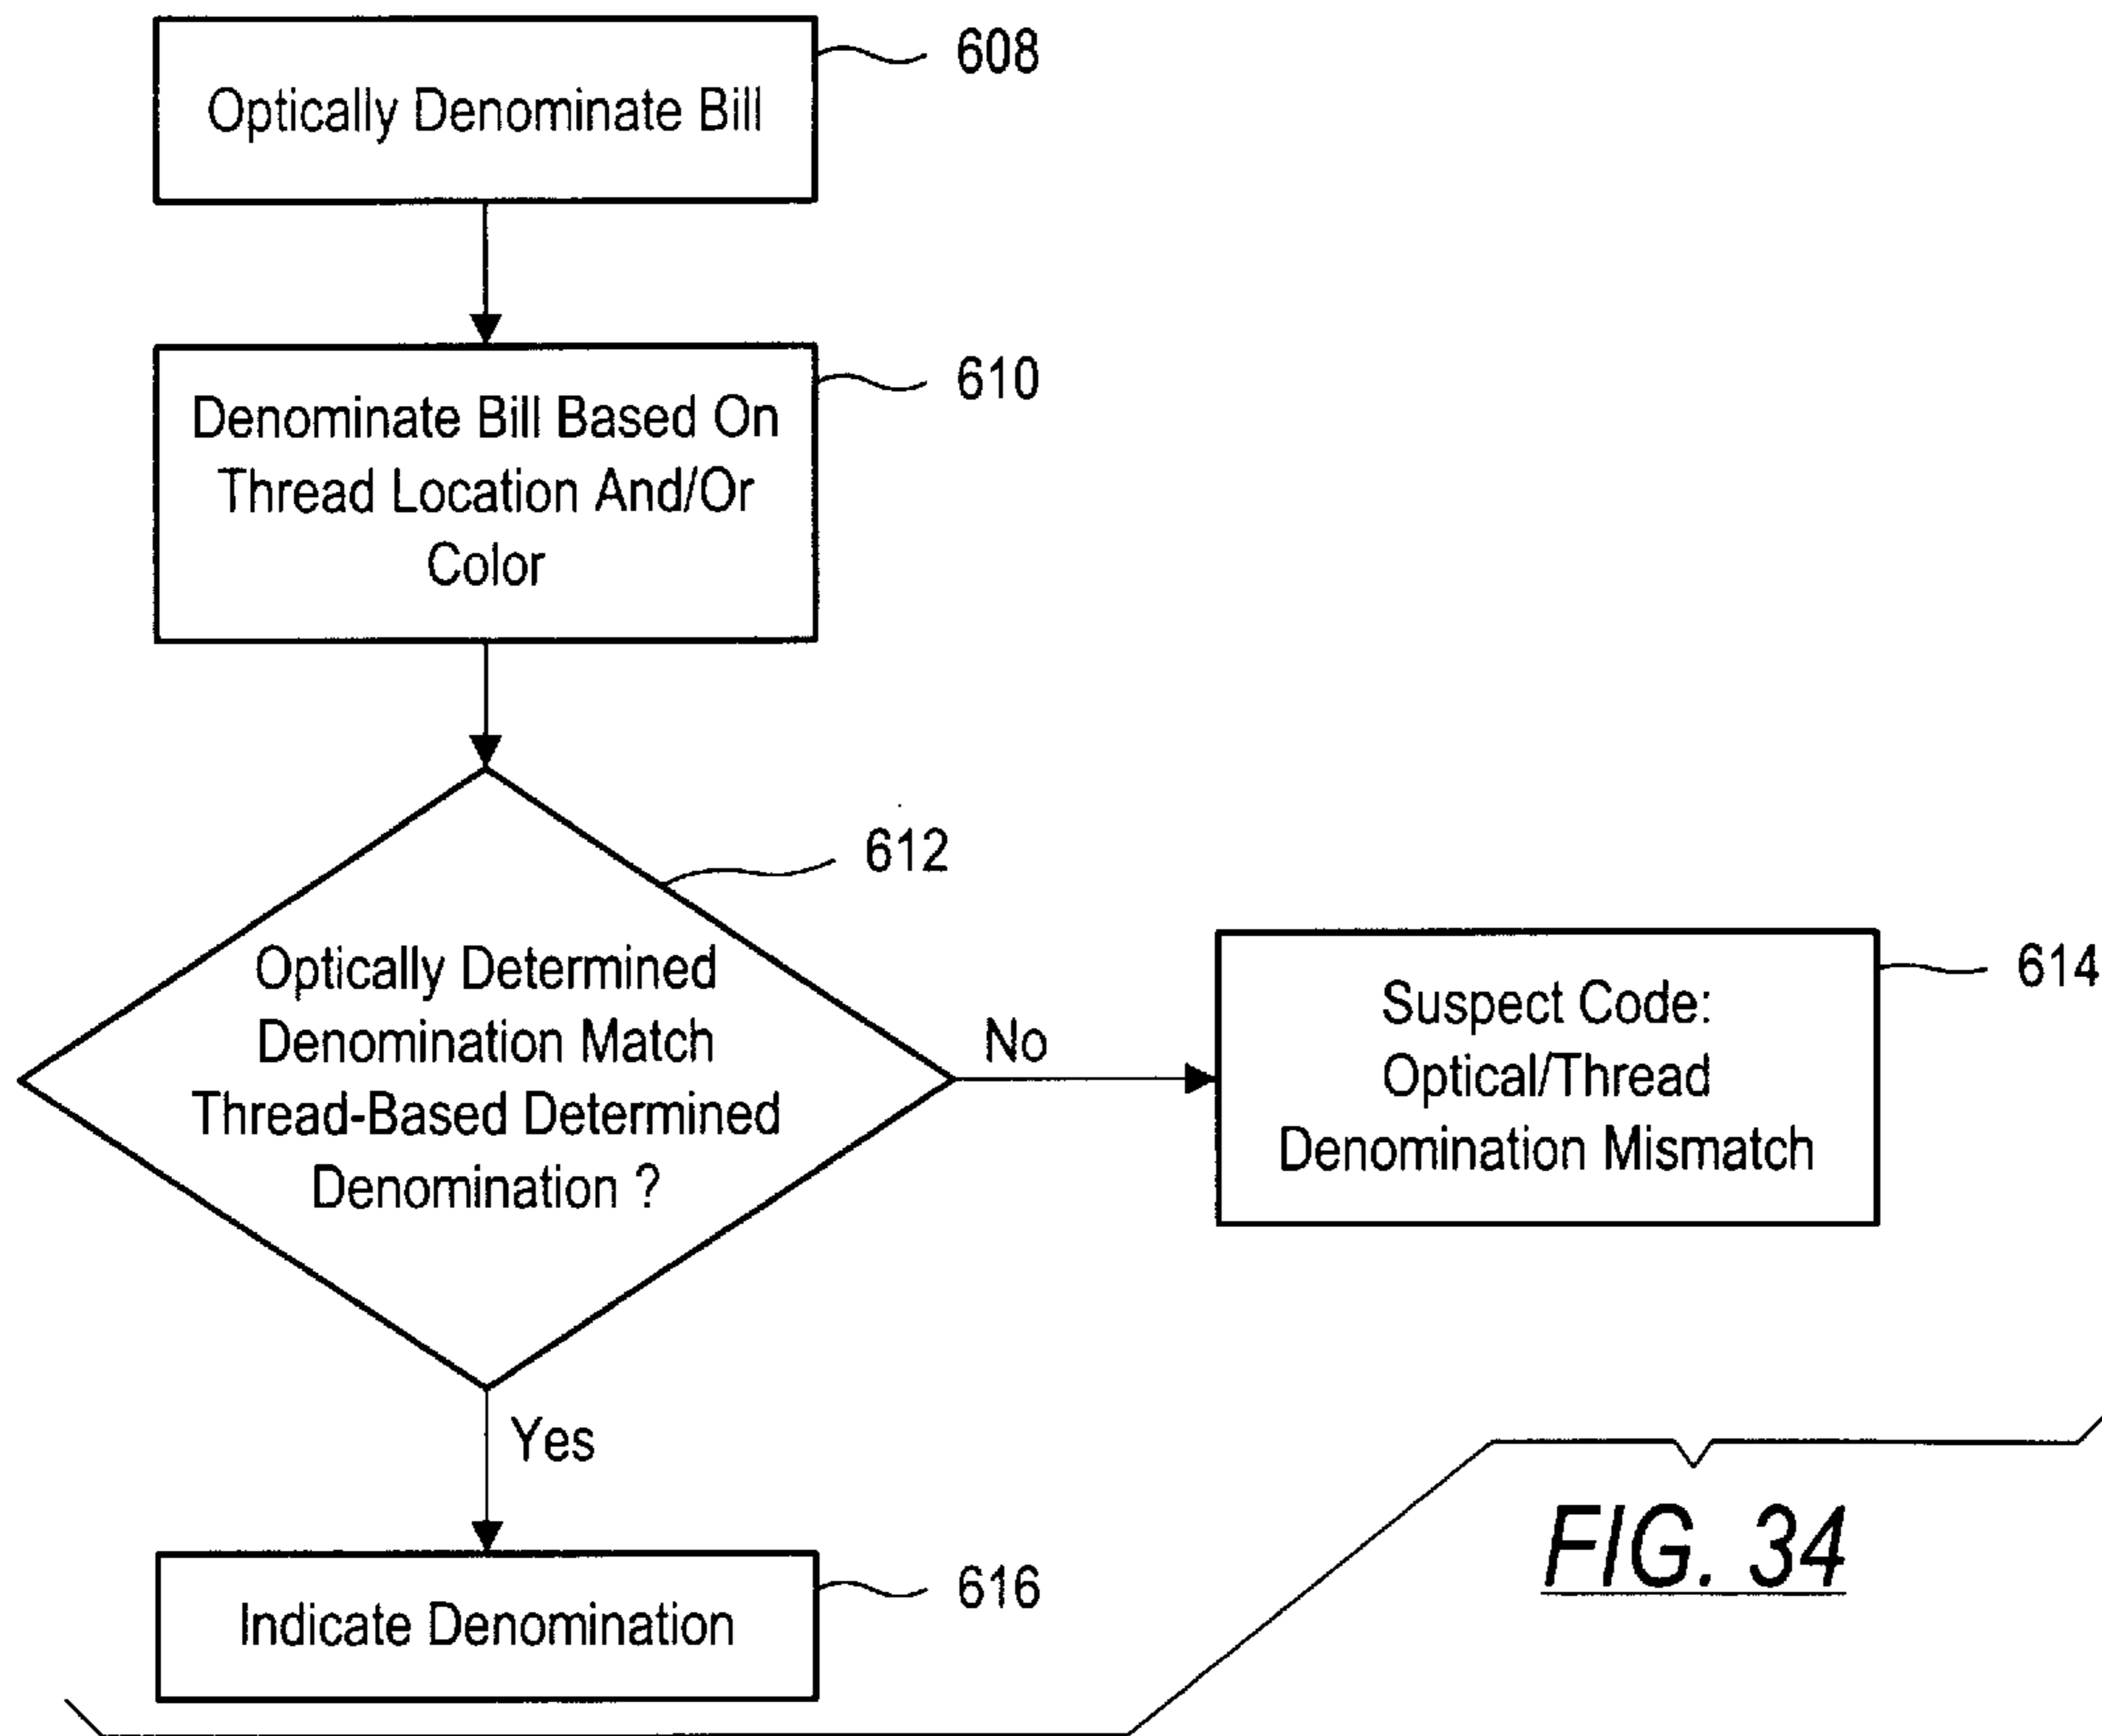 Optically Denominate Bill
608
Denominate Bill Based On
Thread Location And/Or
Color
610
Optically Determined
Denomination Match
Thread-Based Determined
Denomination ?
612
No
Suspect Code:
Optical/Thread
Denomination Mismatch
614
Yes
Indicate Denomination
616
FIG. 34